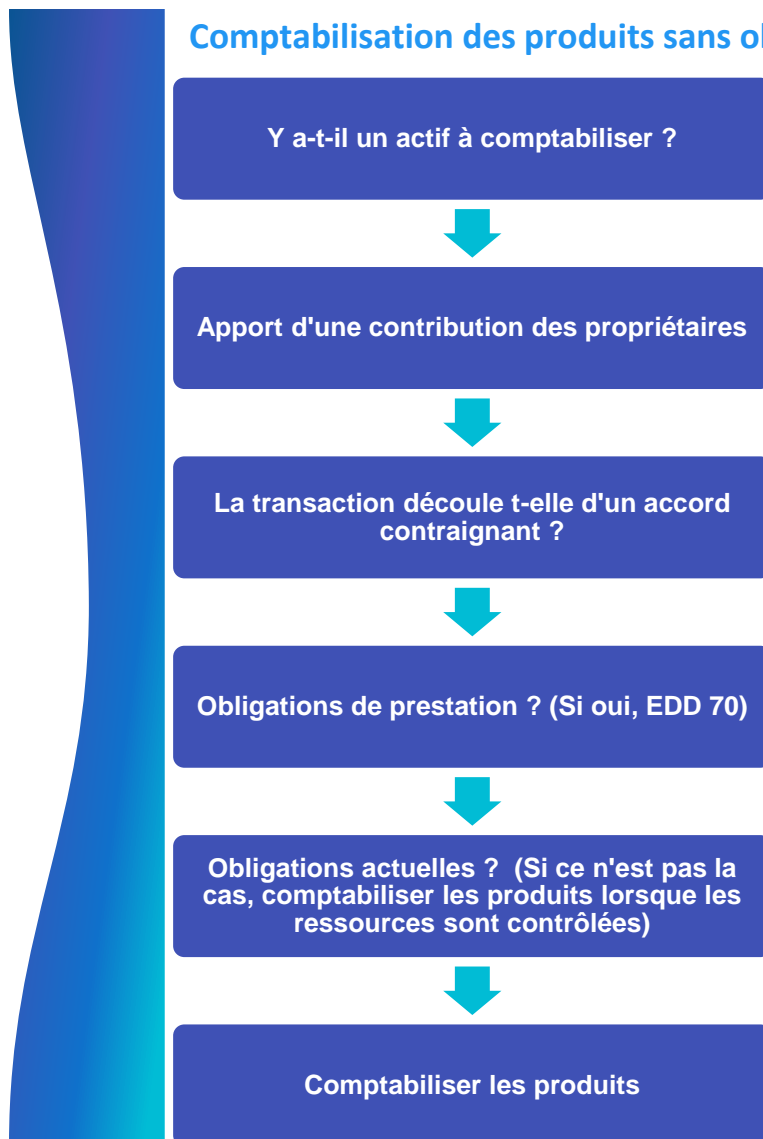 Comptabilisation des produits sans ol
Y a-t-il un actif à comptabiliser ?
Apport d'une contribution des propriétaires
La transaction découle t-elle d'un accord
contraignant ?
Obligations de prestation ? (Si oui, EDD 70)
Obligations actuelles ?  (Si ce n'est pas la
cas, comptabiliser les produits lorsque les
ressources sont contrôlées)
Comptabiliser les produits